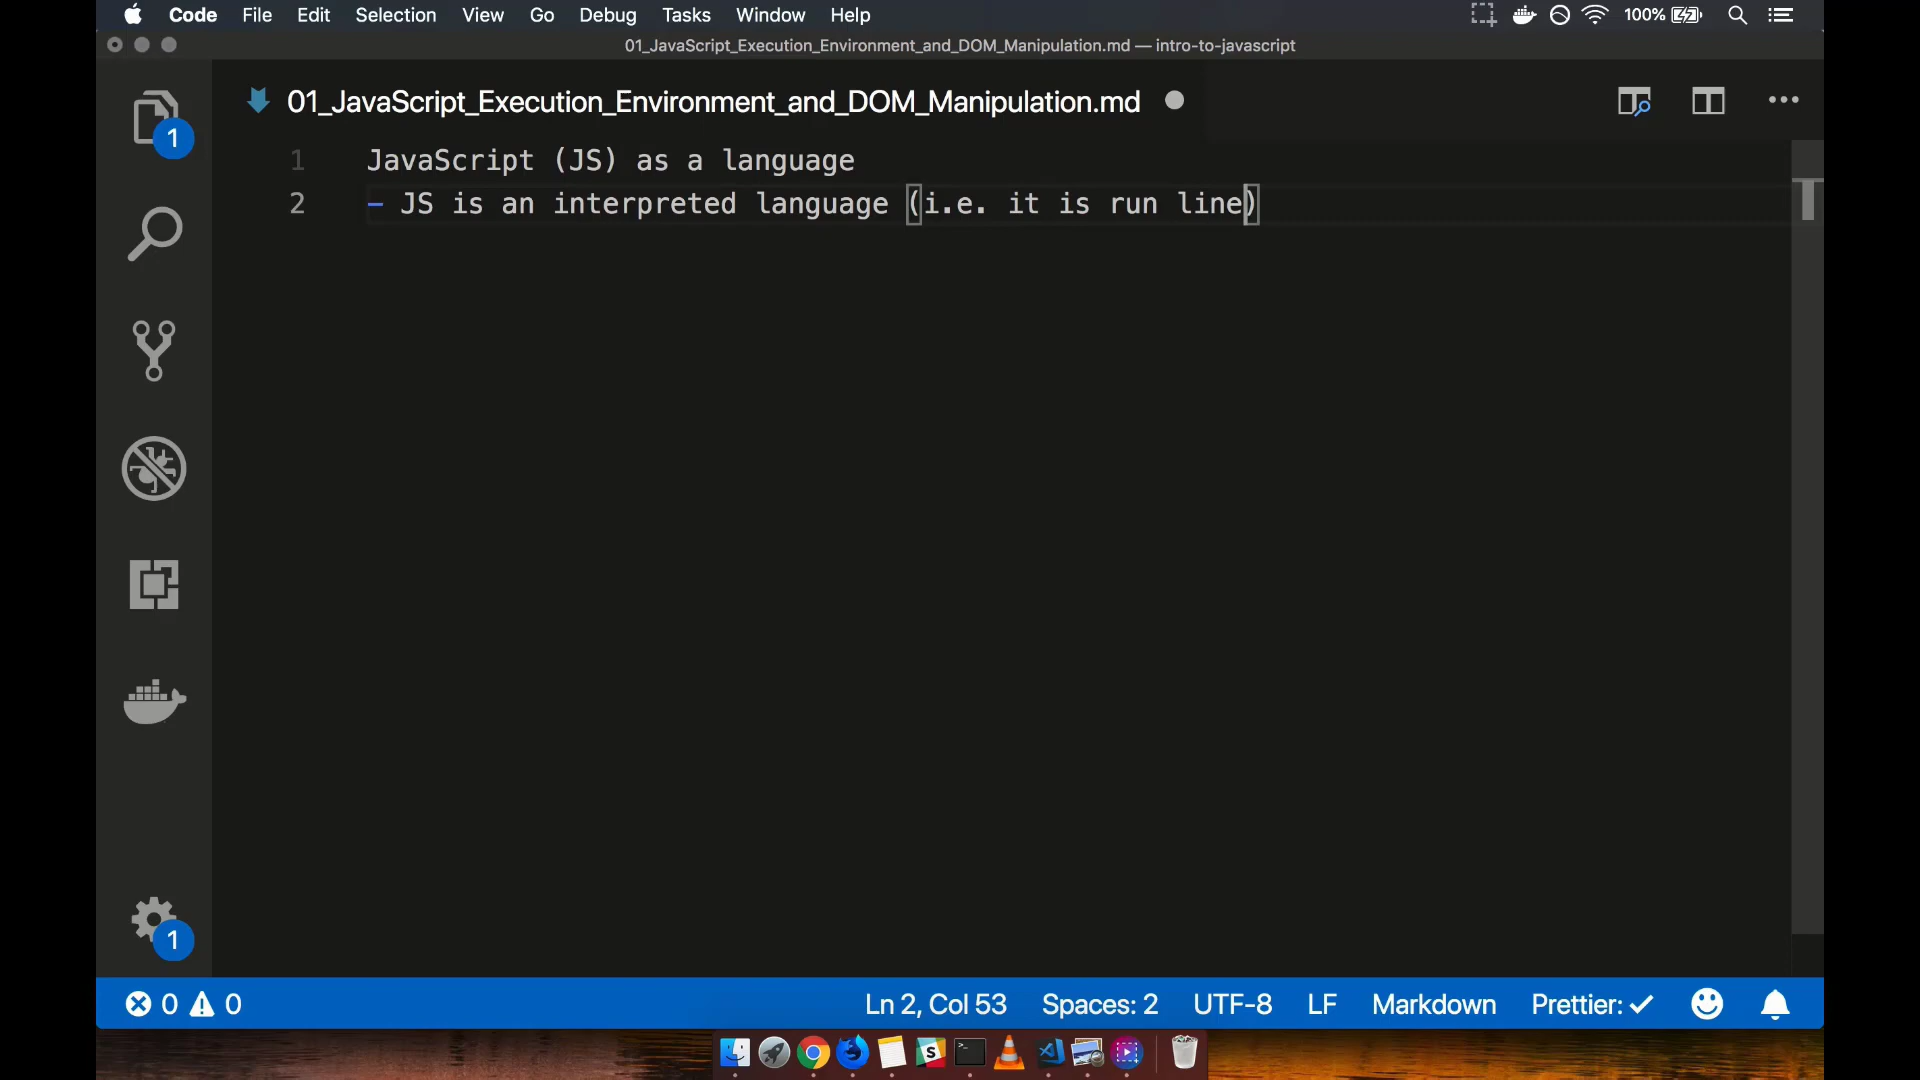 Code File Edit Selection View Go Debug Tasks Window Help 100%
01_JavaScript_Execution_Environment_and_DOM_Manipulation.md — intro-to-javascript
01_JavaScript_Execution_Environment_and_DOM_Manipulation.md
1
1 JavaScript (JS) as a language
2 - JS is an interpreted language (i.e. it is run line)
1
0 0 Ln 2, Col 53 Spaces: 2 UTF-8 LF Markdown Prettier: ✓
S